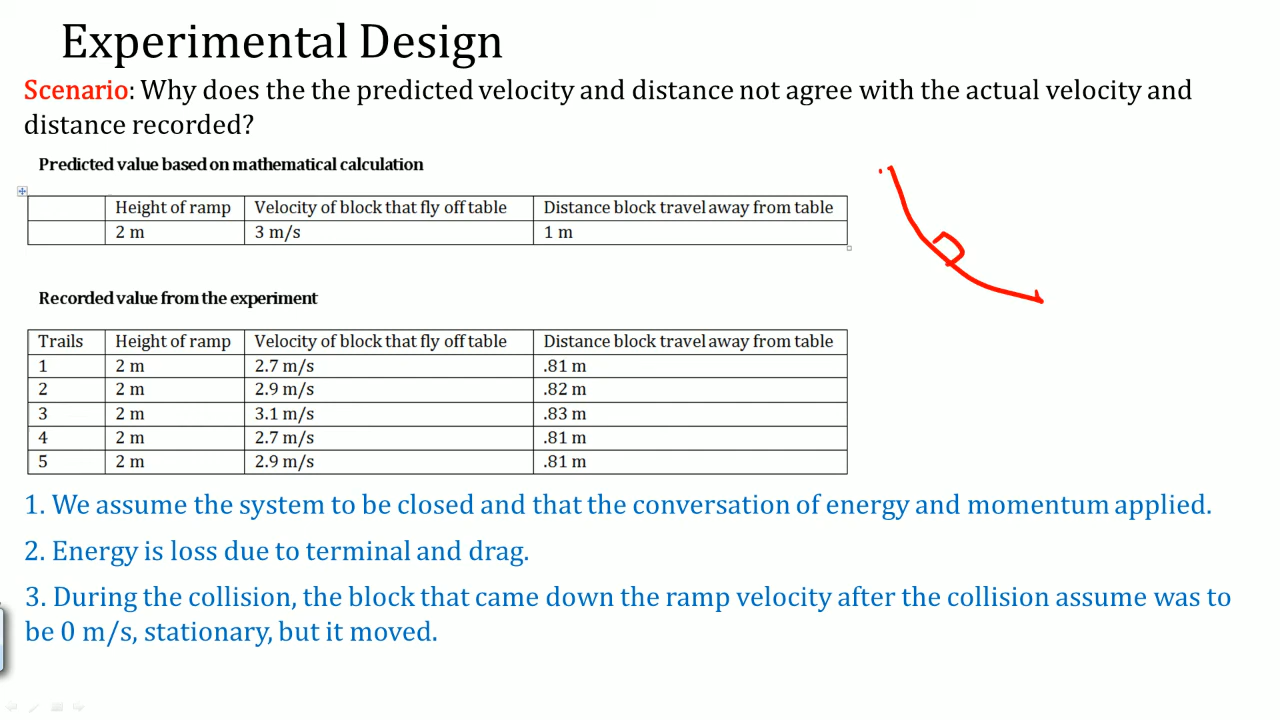 Experimental Design
Scenario: Why does the the predicted velocity and distance not agree with the actual velocity and
distance recorded?
Predicted value based on mathematical calculation
Height of ramp Velocity of block that fly off table Distance block travel away from table
2 m 3 m/s 1 m
Recorded value from the experiment
Trails Height of ramp Velocity of block that fly off table Distance block travel away from table
1 2 m 2.7 m/s .81 m
2 2 m 2.9 m/s .82 m
3 2 m 3.1 m/s .83 m
4 2 m 2.7 m/s .81 m
5 2 m 2.9 m/s .81 m
1. We assume the system to be closed and that the conversation of energy and momentum applied.
2. Energy is loss due to terminal and drag.
3. During the collision, the block that came down the ramp velocity after the collision assume was to
be 0 m/s, stationary, but it moved.